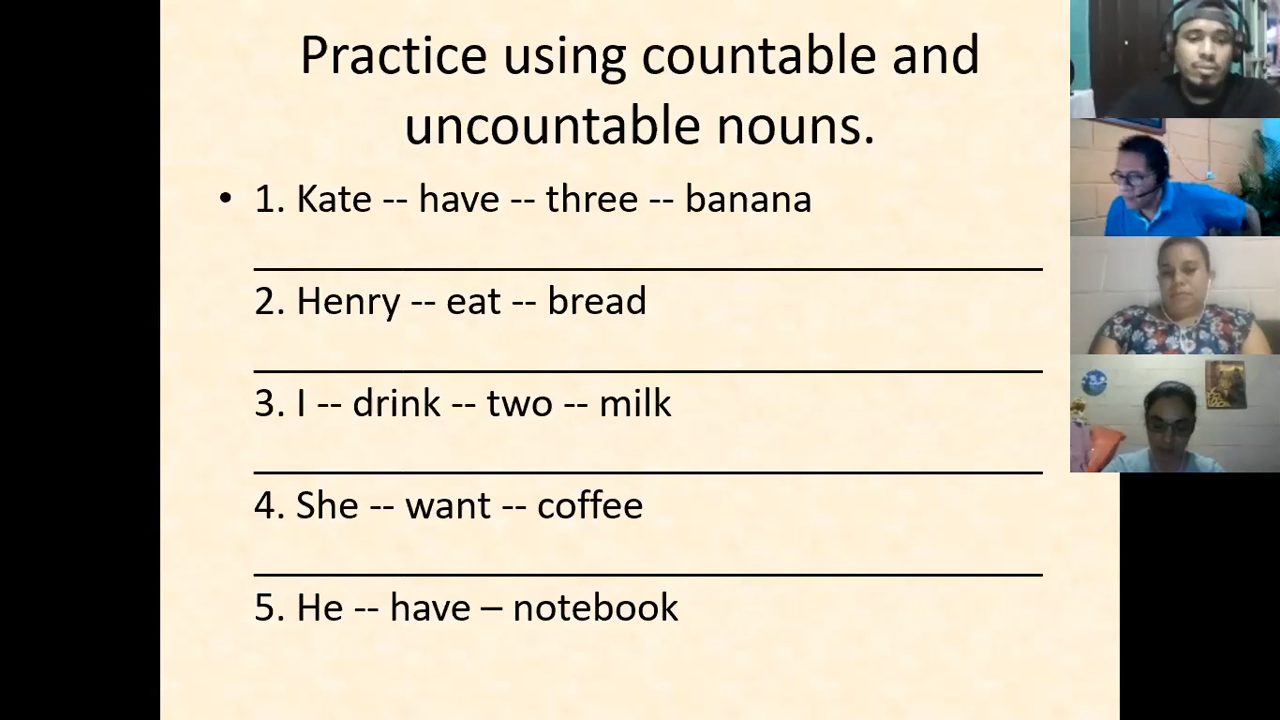 Practice using countable and
uncountable nouns.
• 1. Kate -- have -- three -- banana
2. Henry -- eat -- bread
3. I -- drink -- two -- milk
4. She -- want -- coffee
5. He -- have – notebook